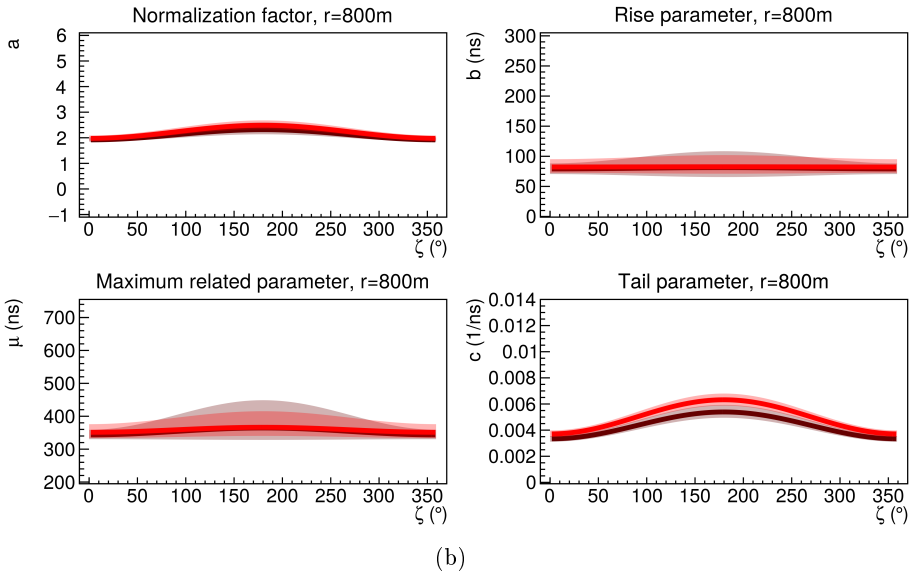 Normalization factor, r=800m
a
6
5
4
3
2
1
0
−1
0 50 100 150 200 250 300 350
ζ (°)
Rise parameter, r=800m
b (ns)
300
250
200
150
100
50
0
0 50 100 150 200 250 300 350
ζ (°)
Maximum related parameter, r=800m
μ (ns)
700
600
500
400
300
200
0 50 100 150 200 250 300 350
ζ (°)
Tail parameter, r=800m
c (1/ns)
0.014
0.012
0.01
0.008
0.006
0.004
0.002
0
0 50 100 150 200 250 300 350
ζ (°)
(b)